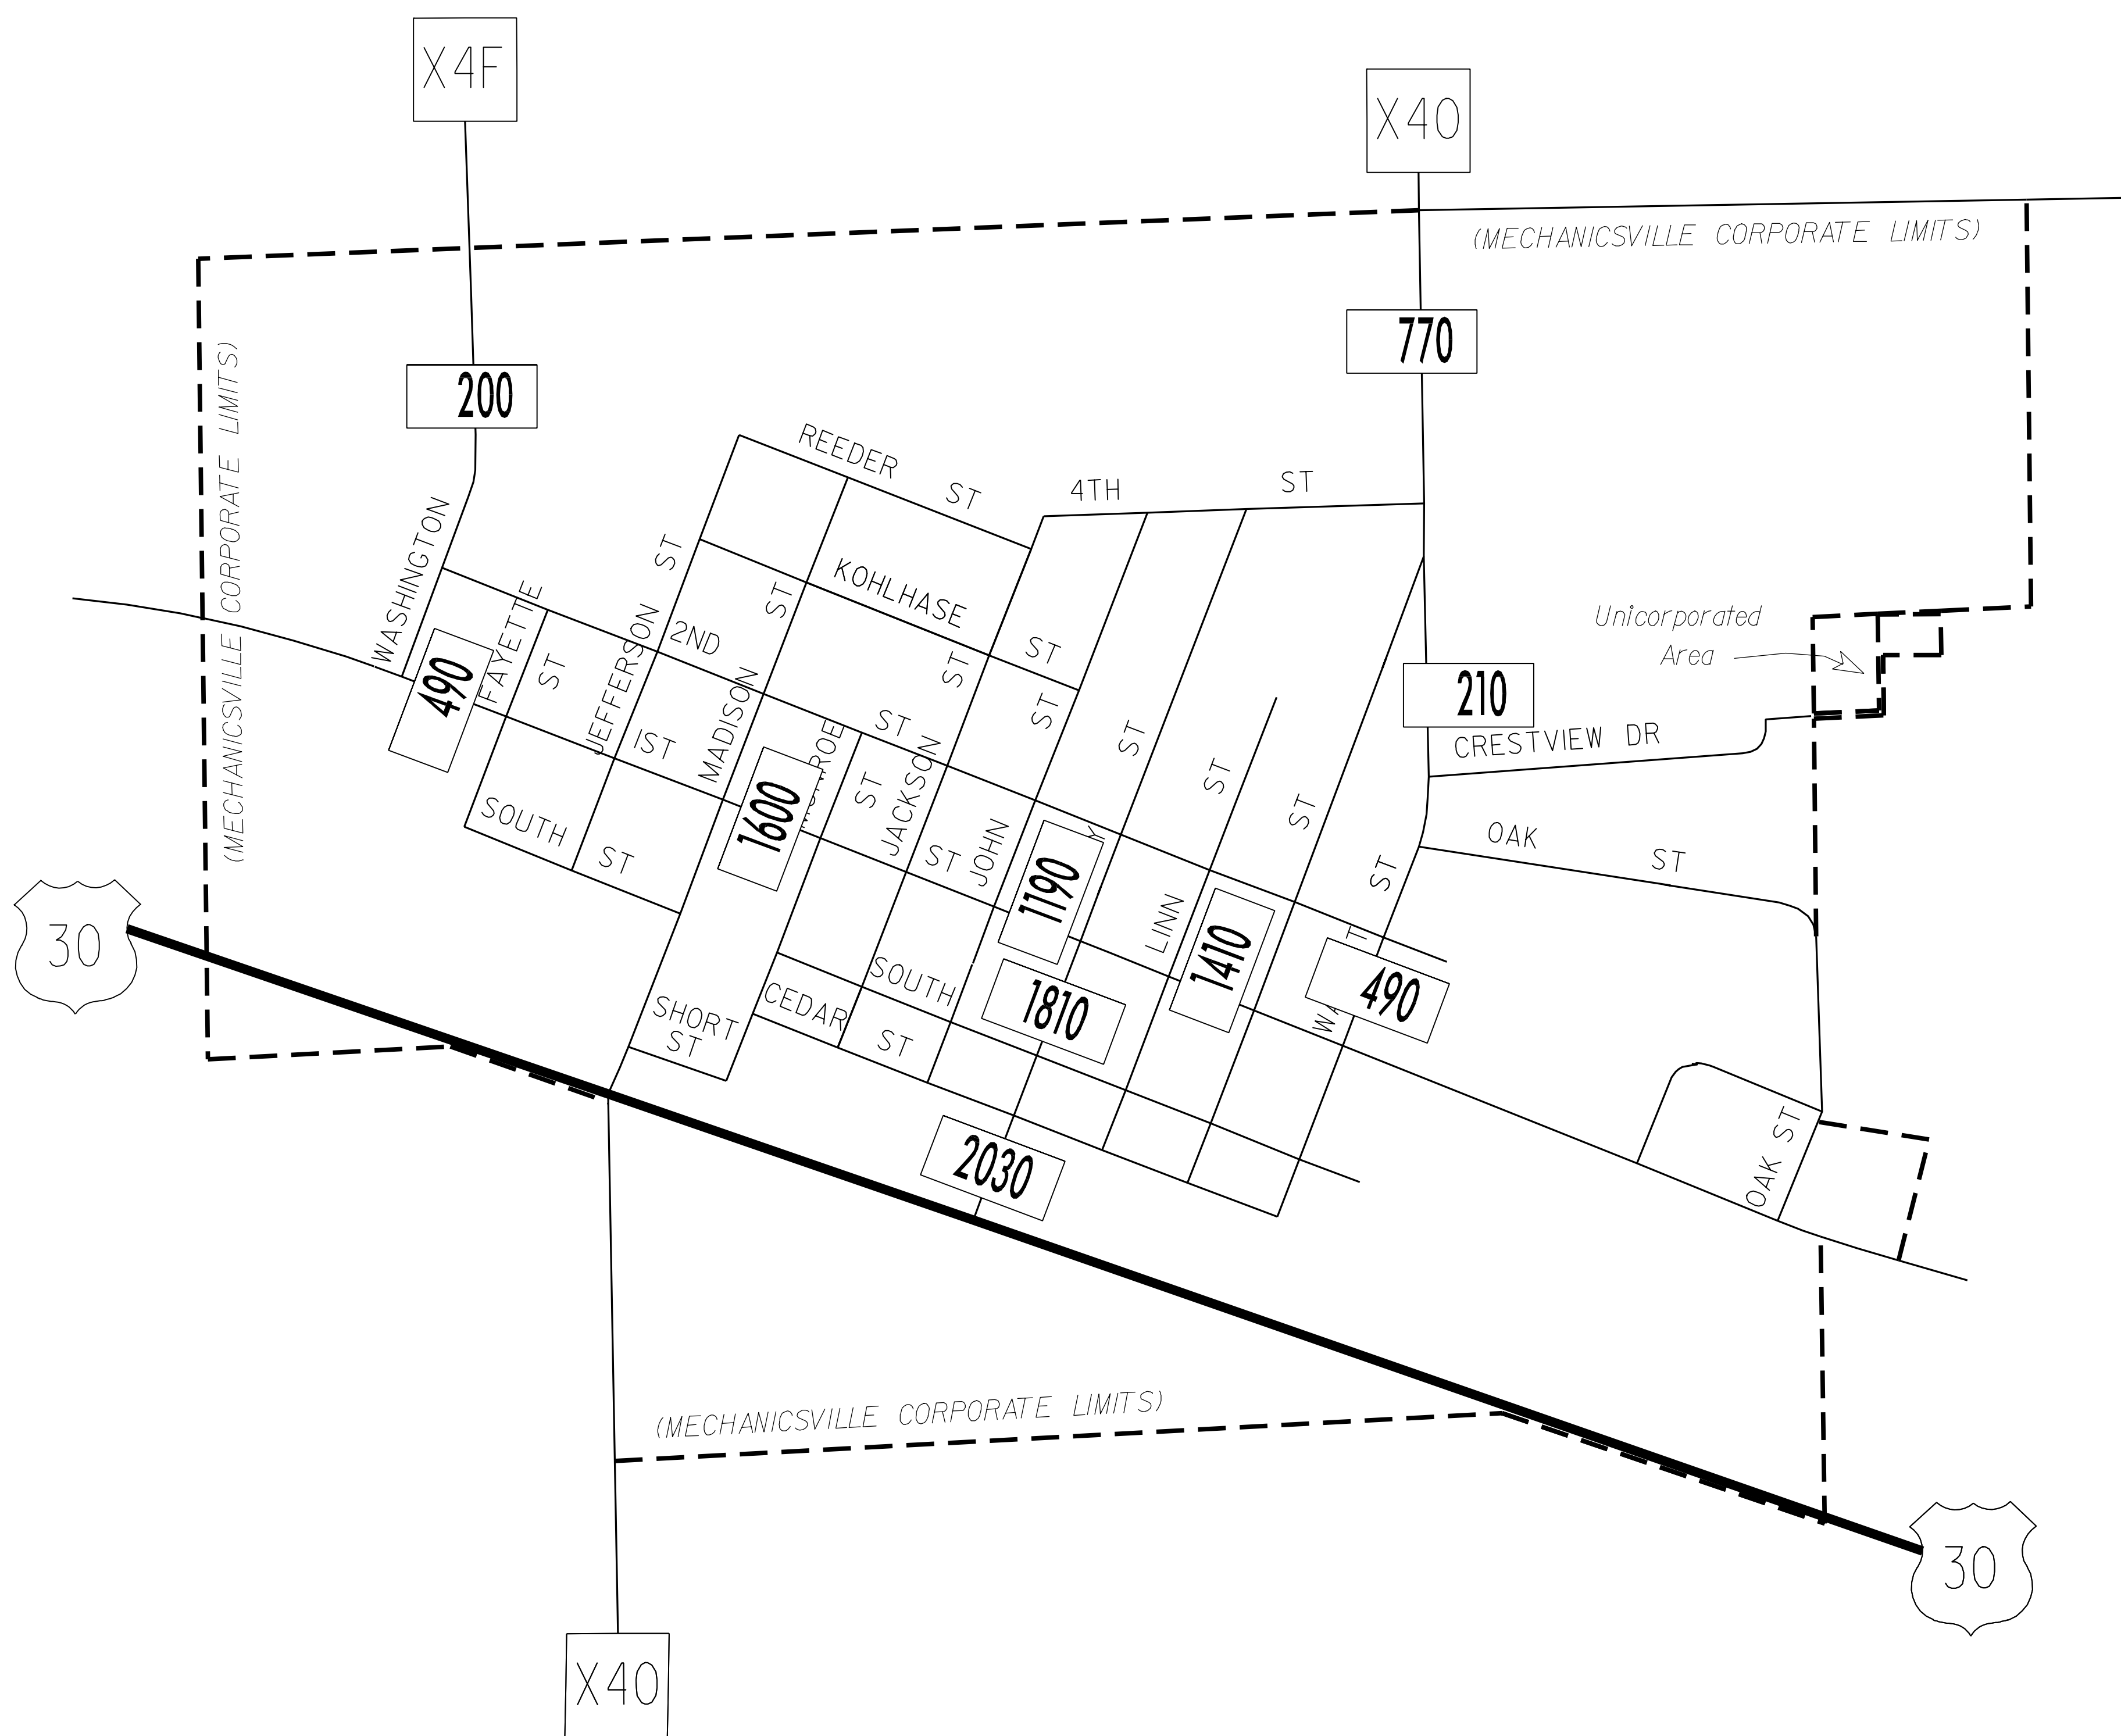 X4F
X40
(MECHANICSVILLE CORPORATE LIMITS)
770
200
(MECHANICSVILLE CORPORATE LIMITS)
REEDER ST
4TH ST
WASHINGTON
FAYETTE ST
JEFFERSON ST
MADISON ST
KOHLHASE ST
2ND ST
Unicorporated
Area
490
210
CRESTVIEW DR
1ST ST
ST
JACKSON ST
JOHN ST
ST
LINN ST
ST
ST
SOUTH ST
1600
1190
OAK ST
1410
490
30
SOUTH
1810
CEDAR ST
SHORT
ST
2030
OAK ST
(MECHANICSVILLE CORPORATE LIMITS)
30
X40